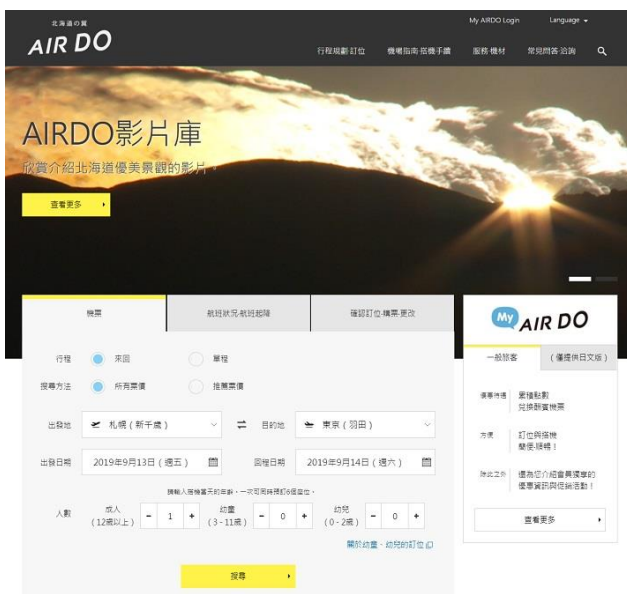 北海道の翼
AIR DO
My AIRDO Login
Language
行程規劃·訂位
機場指南·搭機手續
服務·機材
常見問答·洽詢
AIRDO影片庫
欣賞介紹北海道優美景觀的影片。
查看更多
機票
航班狀況·航班起降
確認訂位·購票·更改
行程
來回
單程
搜尋方法
所有票價
推薦票價
出發地
札幌(新千歲)
目的地
東京(羽田)
出發日期
2019年9月13日(週五)
回程日期
2019年9月14日(週六)
請輸入搭機當天的年齡。一次可同時預訂6個座位。
人數
成人
(12歲以上)
- 1 +
幼童
(3-11歲)
- 0 +
幼兒
(0-2歲)
- 0 +
關於幼童、幼兒的訂位
搜尋
My AIR DO
一般旅客
(僅提供日文版)
優惠待遇
累積點數
兌換酬賓機票
方便
訂位與搭機
簡便·順暢!
除此之外
還為您介紹會員獨享的
優惠資訊與促銷活動!
查看更多